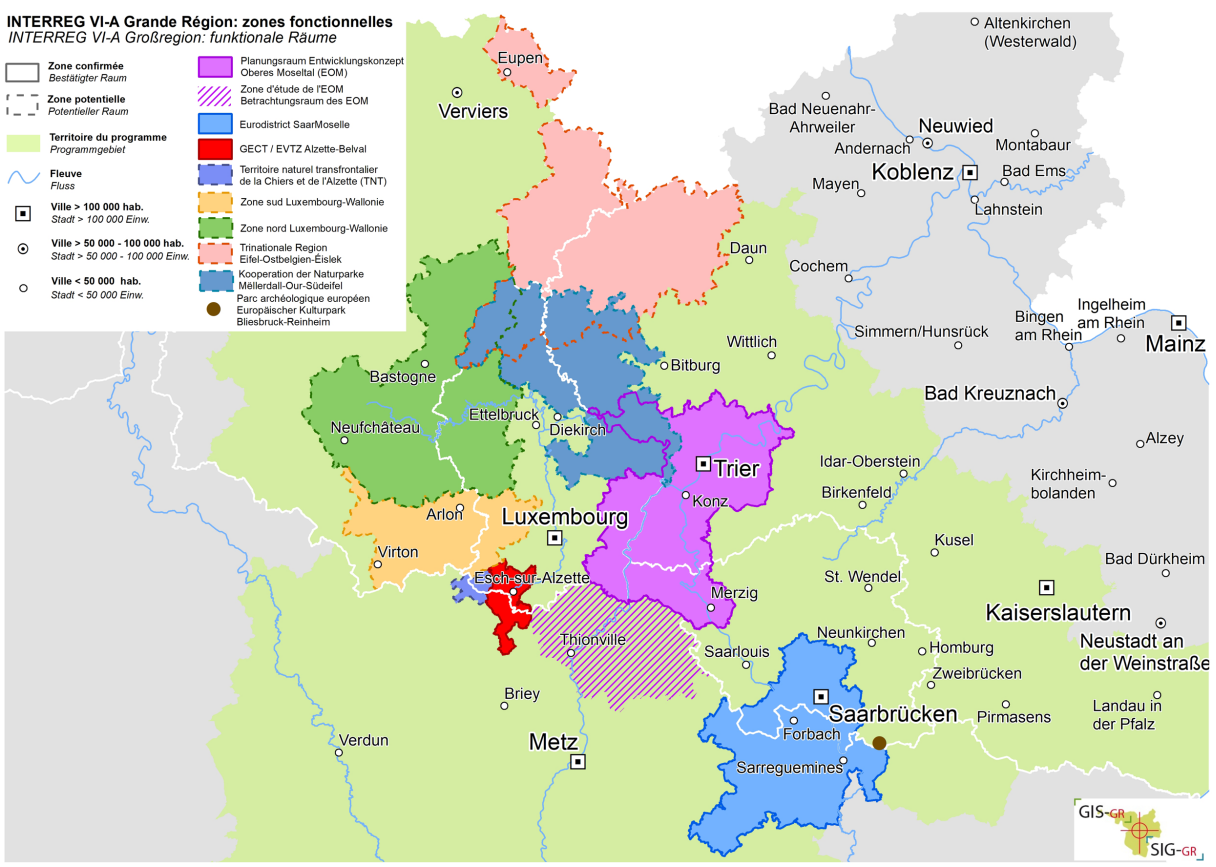 INTERREG VI-A Grande Région: zones fonctionnelles
INTERREG VI-A Großregion: funktionale Räume
Zone confirmée
Bestätigter Raum
Zone potentielle
Potentieller Raum
Territoire du programme
Programmgebiet
Fleuve
Fluss
Ville > 100 000 hab.
Stadt > 100 000 Einw.
Ville > 50 000 - 100 000 hab.
Stadt > 50 000 - 100 000 Einw.
Ville < 50 000 hab.
Stadt < 50 000 Einw.
Planungsraum Entwicklungskonzept
Oberes Moseltal (EOM)
Zone d'étude de l'EOM
Betrachtungsraum des EOM
Eurodistrict SaarMoselle
GECT / EVTZ Alzette-Belval
Territoire naturel transfrontalier
de la Chiers et de l'Alzette (TNT)
Zone sud Luxembourg-Wallonie
Zone nord Luxembourg-Wallonie
Trinationale Region
Eifel-Ostbelgien-Éislek
Kooperation der Naturparke
Mëllerdall-Our-Südeifel
Parc archéologique européen
Europäischer Kulturpark
Bliesbruck-Reinheim
Altenkirchen
(Westerwald)
Eupen
Verviers
Bad Neuenahr-
Ahrweiler
Neuwied
Andernach
Montabaur
Koblenz
Bad Ems
Mayen
Lahnstein
Daun
Cochem
Ingelheim
am Rhein
Bingen
am Rhein
Simmern/Hunsrück
Mainz
Wittlich
Bitburg
Bastogne
Bad Kreuznach
Ettelbruck
Diekirch
Neufchâteau
Alzey
Trier
Idar-Oberstein
Kirchheim-
bolanden
Birkenfeld
Konz
Arlon
Luxembourg
Kusel
Virton
Bad Dürkheim
Esch-sur-Alzette
St. Wendel
Merzig
Kaiserslautern
Neunkirchen
Thionville
Homburg
Neustadt an
der Weinstraße
Saarlouis
Zweibrücken
Briey
Saarbrücken
Pirmasens
Landau in
der Pfalz
Forbach
Verdun
Metz
Sarreguemines
GIS-GR
SIG-GR